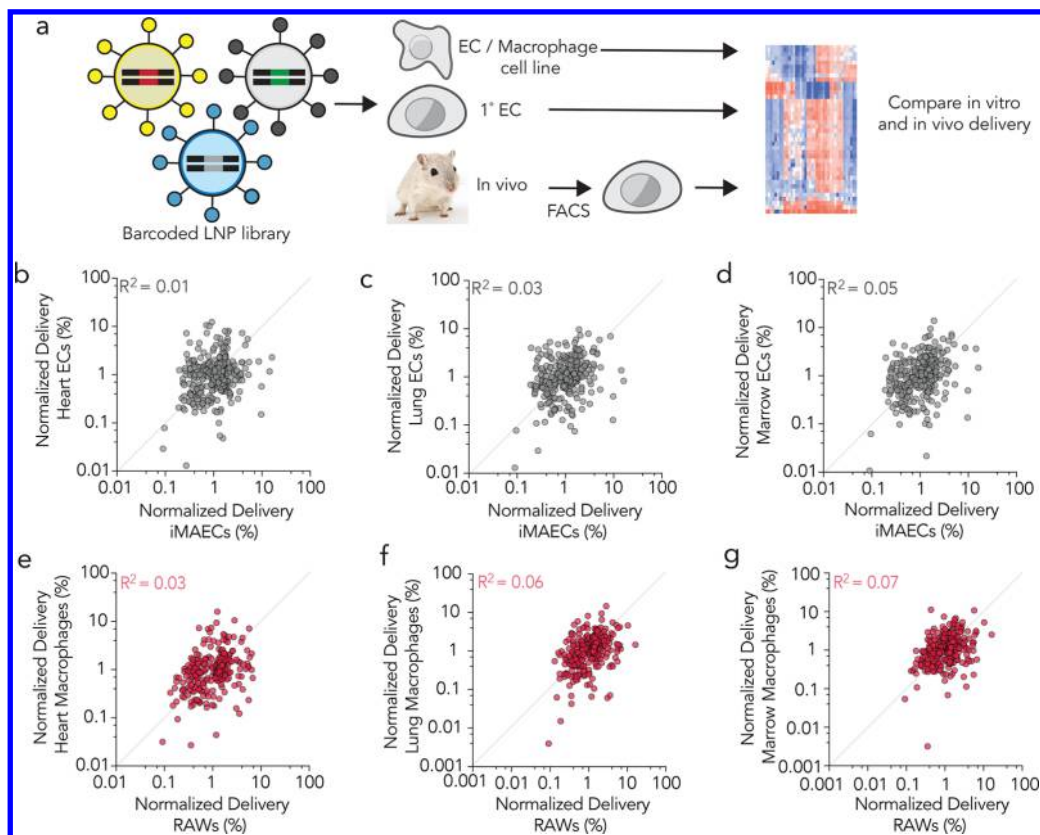 a
EC / Macrophage
cell line
1° EC
In vivo
FACS
Compare in vitro
and in vivo delivery
Barcoded LNP library
b
R² = 0.01
Normalized Delivery
Heart ECs (%)
100
10
1
0.1
0.01
0.01 0.1 1 10 100
Normalized Delivery
iMAECs (%)
c
R² = 0.03
Normalized Delivery
Lung ECs (%)
100
10
1
0.1
0.01
0.01 0.1 1 10 100
Normalized Delivery
iMAECs (%)
d
R² = 0.05
Normalized Delivery
Marrow ECs (%)
100
10
1
0.1
0.01
0.01 0.1 1 10 100
Normalized Delivery
iMAECs (%)
e
R² = 0.03
Normalized Delivery
Heart Macrophages (%)
100
10
1
0.1
0.01
0.01 0.1 1 10 100
Normalized Delivery
RAWs (%)
f
R² = 0.06
Normalized Delivery
Lung Macrophages (%)
100
10
1
0.1
0.01
0.001
0.001 0.01 0.1 1 10 100
Normalized Delivery
RAWs (%)
g
R² = 0.07
Normalized Delivery
Marrow Macrophages (%)
100
10
1
0.1
0.01
0.001
0.001 0.01 0.1 1 10 100
Normalized Delivery
RAWs (%)